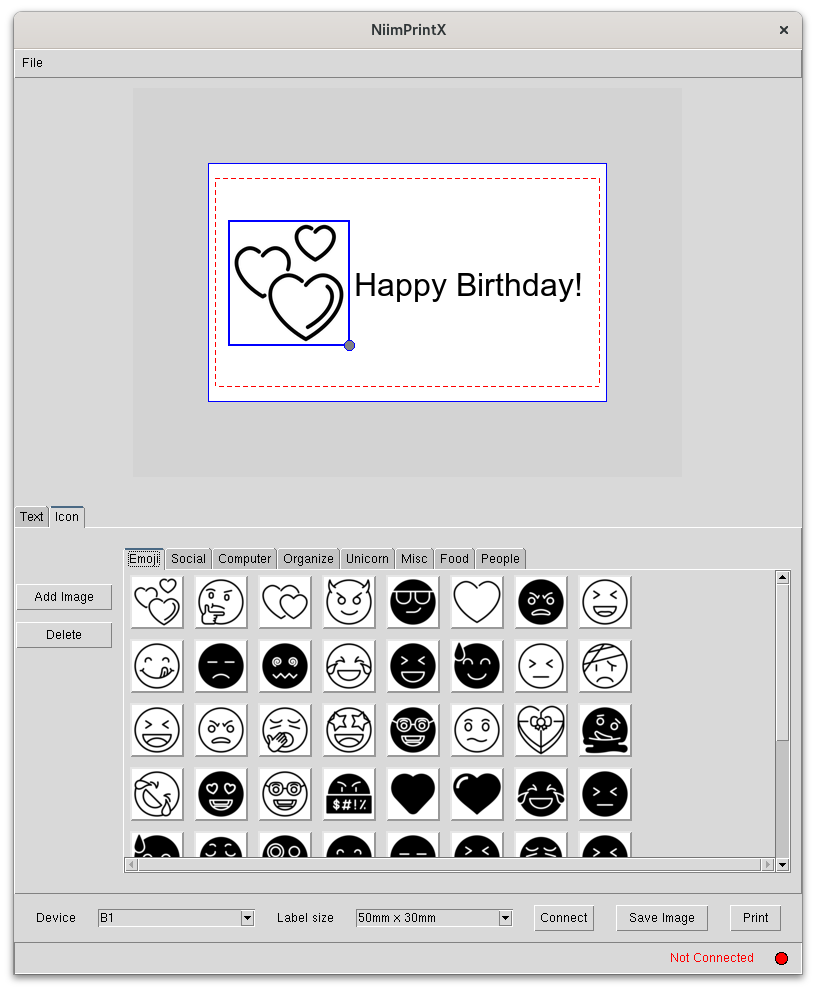 NiimPrintX ×
File
Happy Birthday!
Text Icon
Emoji Social Computer Organize Unicorn Misc Food People
Add Image
Delete
$#!%
Device B1 Label size 50mm x 30mm Connect Save Image Print
Not Connected